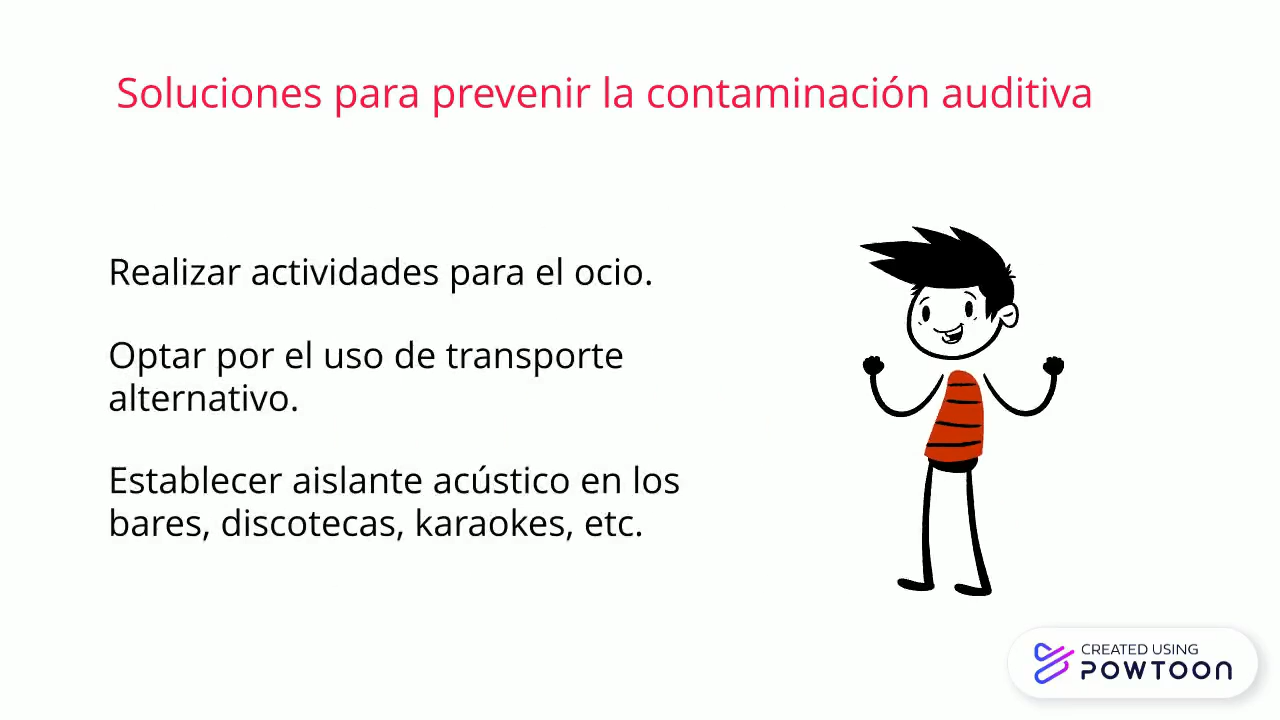 Soluciones para prevenir la contaminación auditiva
Realizar actividades para el ocio.
Optar por el uso de transporte
alternativo.
Establecer aislante acústico en los
bares, discotecas, karaokes, etc.
CREATED USING
POWTOON